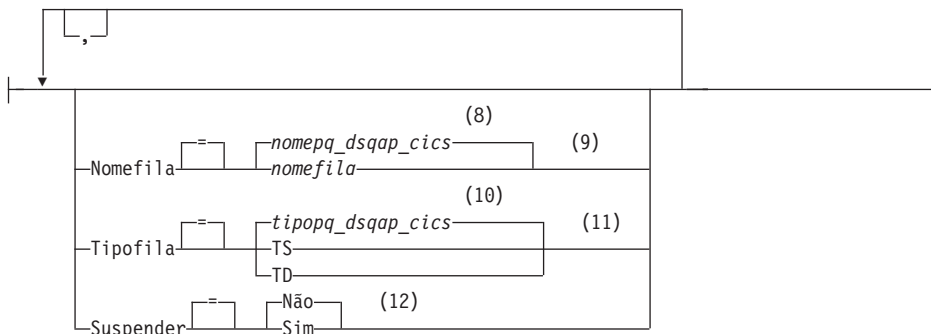 ,
(8)
= nomepq_dsqap_cics (9)
Nomefila nomefila
(10)
= tipopq_dsqap_cics (11)
Tipofila TS
TD
= Não (12)
Suspender Sim